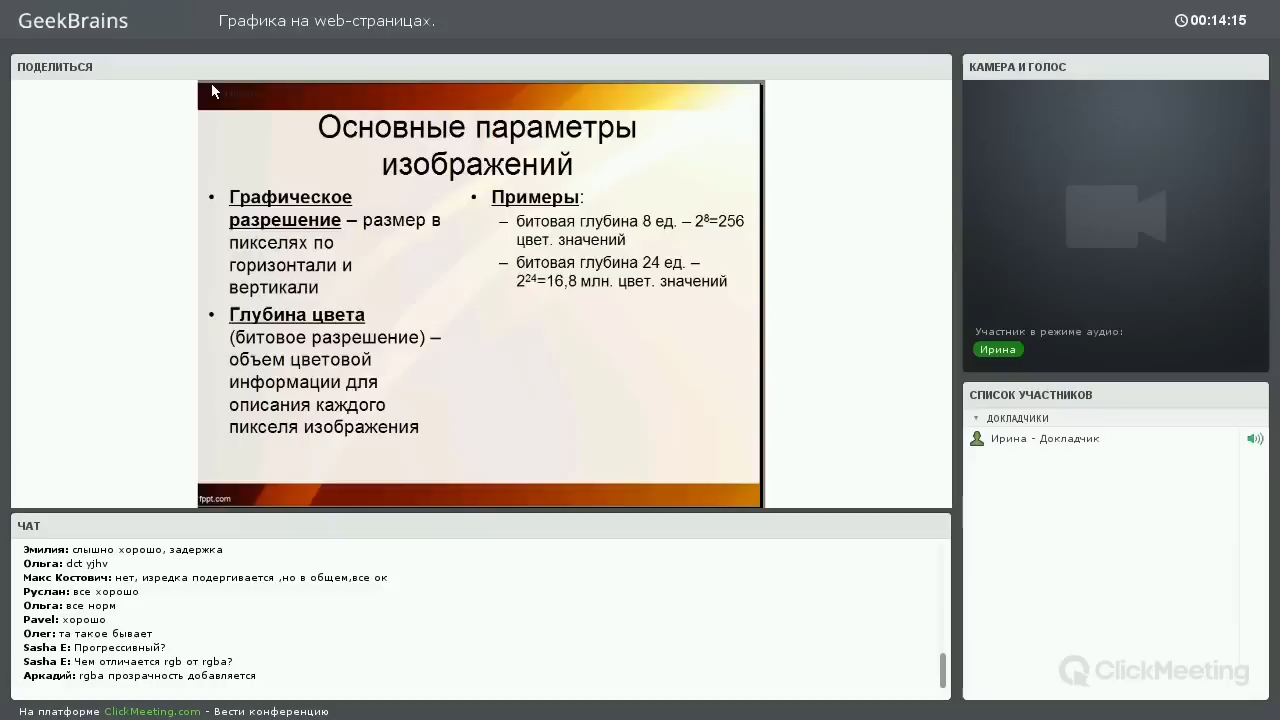 GeekBrains
Графика на web-страницах.
00:14:15
ПОДЕЛИТЬСЯ
Основные параметры
изображений
• Графическое
разрешение – размер в
пикселях по
горизонтали и
вертикали
• Глубина цвета
(битовое разрешение) –
объем цветовой
информации для
описания каждого
пикселя изображения
• Примеры:
– битовая глубина 8 ед. – 2⁸=256
цвет. значений
– битовая глубина 24 ед. –
2²⁴=16,8 млн. цвет. значений
fppt.com
КАМЕРА И ГОЛОС
Участник в режиме аудио:
Ирина
СПИСОК УЧАСТНИКОВ
ДОКЛАДЧИКИ
Ирина - Докладчик
ClickMeeting
ЧАТ
Эмилия: слышно хорошо, задержка
Ольга: dct yjhv
Макс Костович: нет, изредка подергивается ,но в общем,все ок
Руслан: все хорошо
Ольга: все норм
Pavel: хорошо
Олег: та такое бывает
Sasha E: Прогрессивный?
Sasha E: Чем отличается rgb от rgba?
Аркадий: rgba прозрачность добавляется
На платформе ClickMeeting.com - Вести конференцию